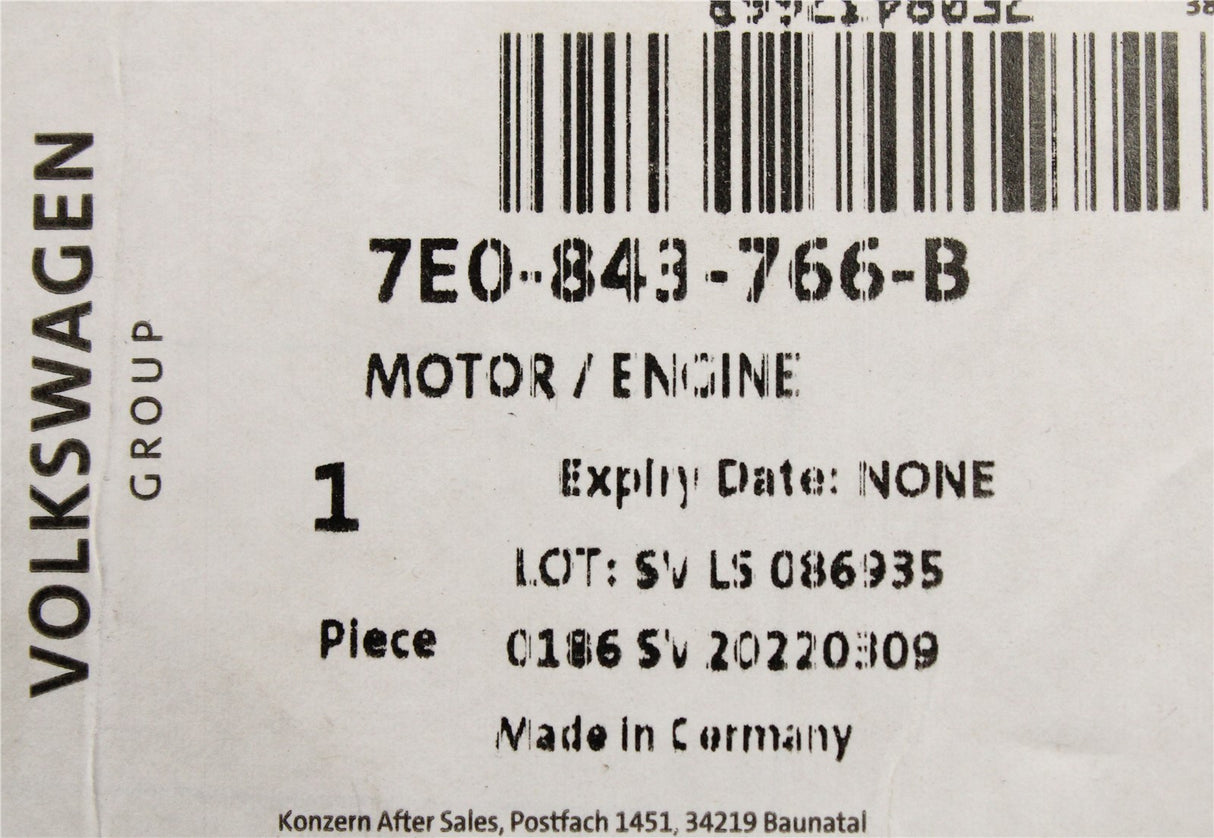 VOLKSWAGEN
GROUP
7E0-843-766-B
MOTOR / ENGINE
1
Expiry Date: NONE
LOT: SV LS 086935
Piece
0186 SV 20220309
Made in Germany
Konzern After Sales, Postfach 1451, 34219 Baunatal